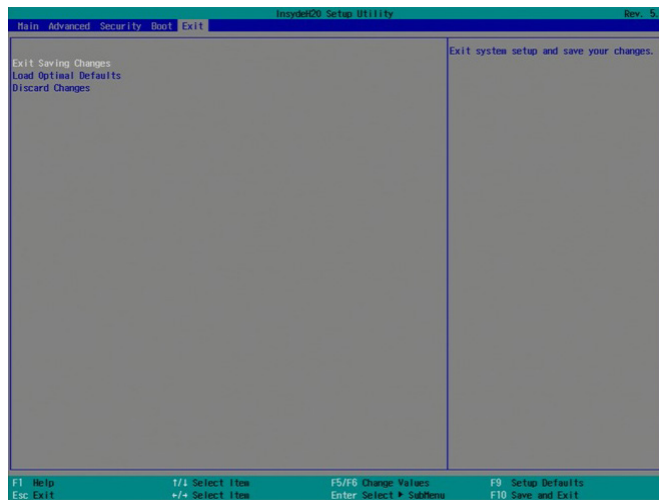 InsydeH20 Setup Utility Rev. 5.
Main Advanced Security Boot Exit
Exit Saving Changes
Load Optimal Defaults
Discard Changes
Exit system setup and save your changes.
F1 Help ↑/↓ Select Item F5/F6 Change Values F9 Setup Defaults
Esc Exit ←/→ Select Item Enter Select ▶ SubMenu F10 Save and Exit